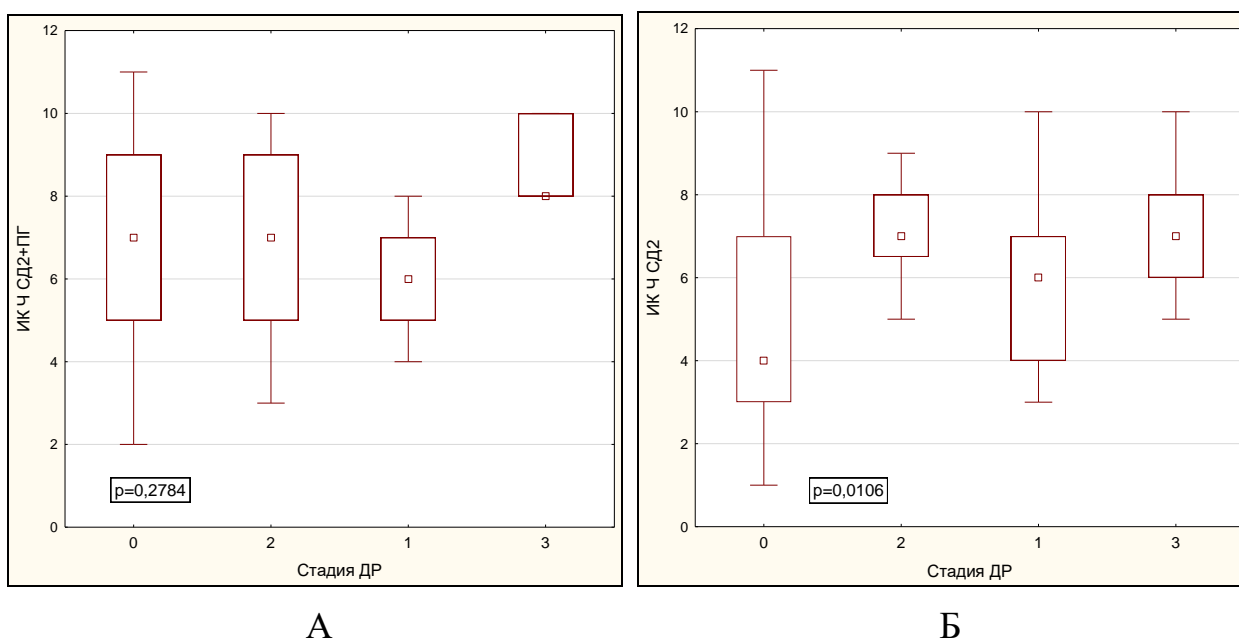 12
10
8
6
4
2
0
ИК Ч СД2+ПГ
p=0,2784
0 2 1 3
Стадия ДР
А
12
10
8
6
4
2
0
ИК Ч СД2
p=0,0106
0 2 1 3
Стадия ДР
Б